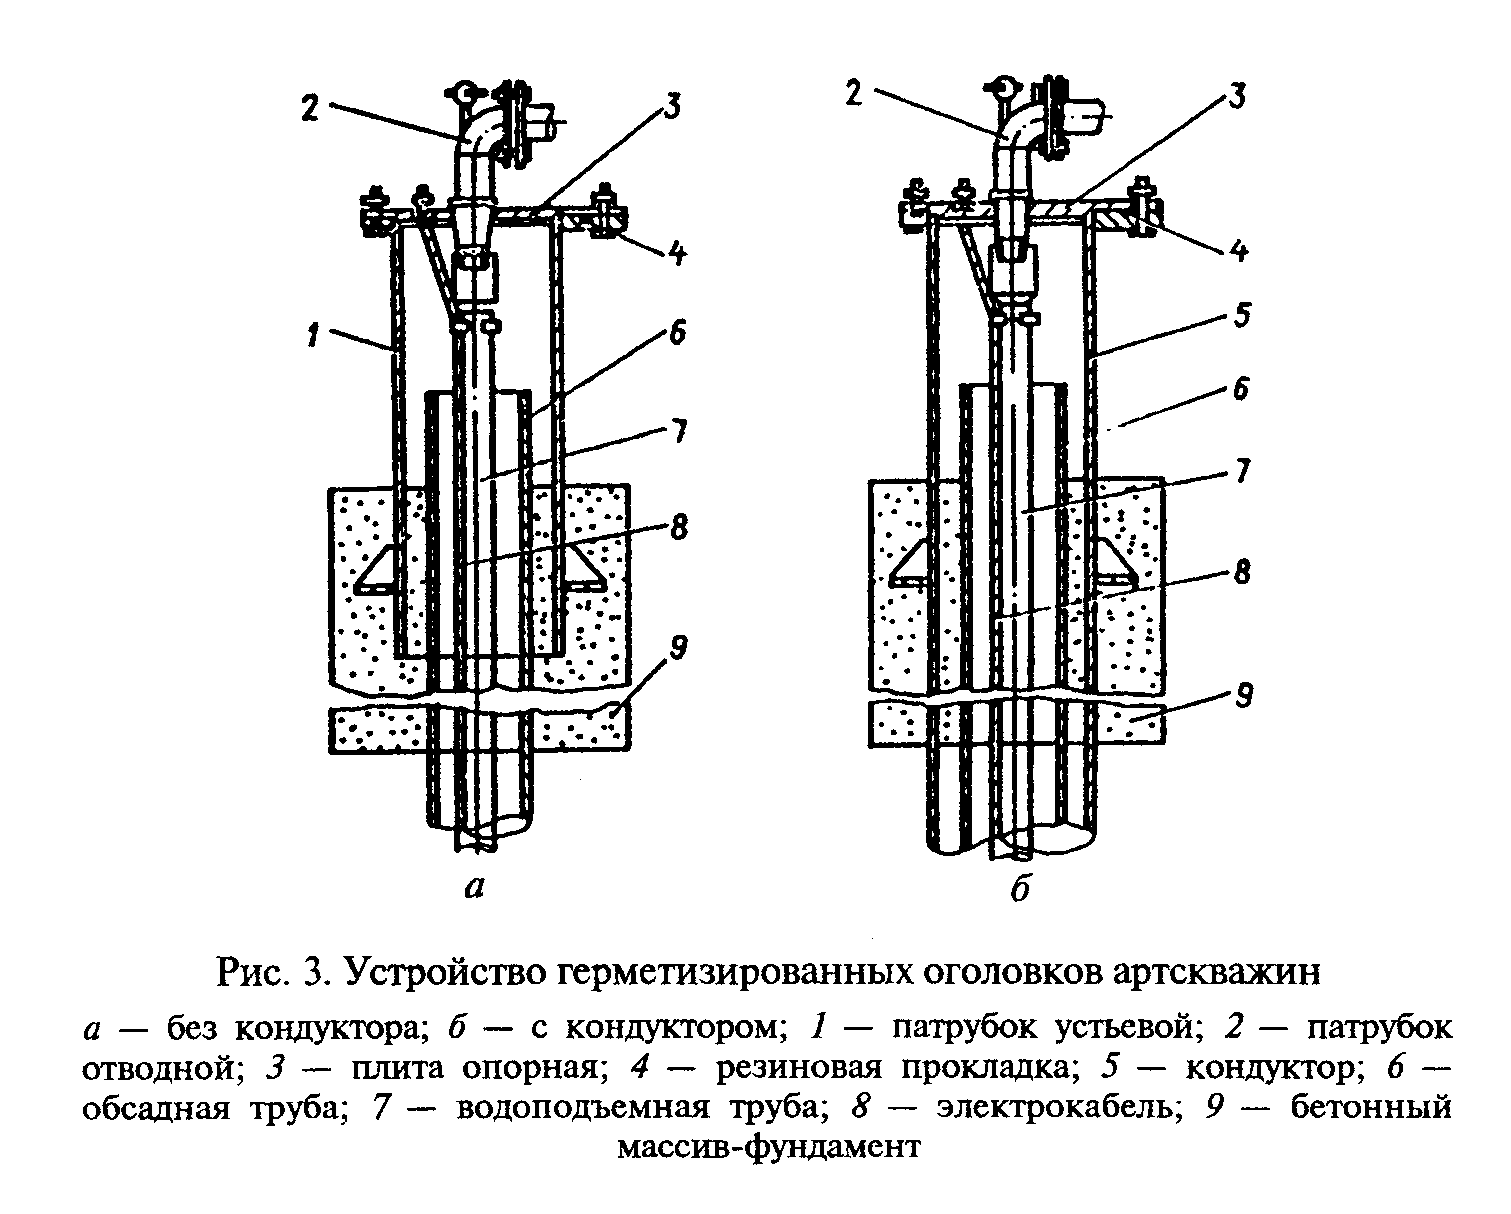 2
3
4
1
6
7
8
9
а
2
3
4
5
6
7
8
9
б
Рис. 3. Устройство герметизированных оголовков артскважин
а — без кондуктора; б — с кондуктором; 1 — патрубок устьевой; 2 — патрубок
отводной; 3 — плита опорная; 4 — резиновая прокладка; 5 — кондуктор; 6 —
обсадная труба; 7 — водоподъемная труба; 8 — электрокабель; 9 — бетонный
массив-фундамент